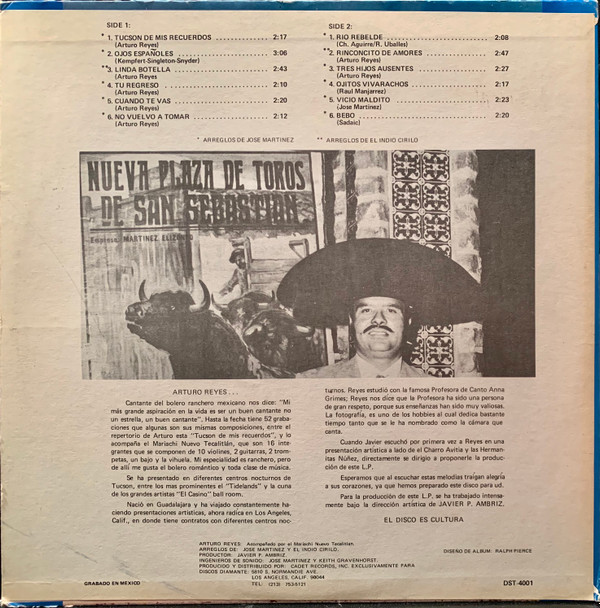 SIDE 1:
* 1. TUCSON DE MIS RECUERDOS ................ 2:17
(Arturo Reyes)
* 2. OJOS ESPAÑOLES ................ 3:06
(Kempfert-Singleton-Snyder)
**3. LINDA BOTELLA ................ 2:43
(Arturo Reyes
* 4. TU REGRESO ................ 2:10
(Arturo Reyes)
* 5. CUANDO TE VAS ................ 2:20
(Arturo Reyes)
* 6. NO VUELVO A TOMAR ................ 2:12
(Arturo Reyes)
SIDE 2:
* 1. RIO REBELDE ................ 2:08
(Ch. Aguirre/R. Uballes)
** 2. RINCONCITO DE AMORES ................ 2:47
(Arturo Reyes)
* 3. TRES HIJOS AUSENTES ................ 2:27
(Arturo Reyes)
* 4. OJITOS VIVARACHOS ................ 2:17
(Raul Manjarrez)
* 5. VICIO MALDITO ................ 2:23
(Jose Martinez)
* 6. BEBO ................ 2:20
(Sadaic)
* ARREGLOS DE JOSE MARTINEZ
** ARREGLOS DE EL INDIO CIRILO
NUEVA PLAZA DE TOROS
DE SAN SEBASTIAN
Empresa: MARTINEZ ELIZONDO
ARTURO REYES . . .
Cantante del bolero ranchero mexicano nos dice: "Mi
más grande aspiración en la vida es ser un buen cantante no
un estrella, un buen cantante". Hasta la fecha tiene 52 graba-
ciones que algunas son sus mismas composiciones, entre el
repertorio de Arturo esta "Tucson de mis recuerdos", y lo
acompañe el Mariachi Nuevo Tecalitlán, que son 16 inte-
grantes que se componen de 10 violines, 2 guitarras, 2 trom-
petas, un bajo y la vihuela. Mi especialidad es ranchero, pero
de allí me gusta el bolero romántico y toda clase de música.
Se ha presentado en diferentes centros nocturnos de
Tucson, entre los mas prominentes el "Tidelands" y la cuna
de los grandes artistas "El Casino" ball room.
Nació en Guadalajara y ha viajado constantemente ha-
ciendo presentaciones artísticas, ahora radica en Los Angeles,
Calif., en donde tiene contratos con diferentes centros noc-
turnos. Reyes estudió con la famosa Profesora de Canto Anna
Grimes; Reyes nos dice que la Profesora ha sido una persona
de gran respeto, porque sus enseñanzas han sido muy valiosas.
La fotografía, es uno de los hobbies al cual dedica bastante
tiempo tanto que se le ha nombrado como la cámara que
canta.
Cuando Javier escuchó por primera vez a Reyes en una
presentación artística a lado de el Charro Avitia y las Herma-
nitas Núñez, directamente se dirigio a proponerle la produc-
ción de este L.P.
Esperamos que al escuchar estas melodías traigan alegría
a sus corazones, ya que hemos preparado este disco para ud.
Para la producción de este L.P. se ha trabajado intensa-
mente bajo la dirección artística de JAVIER P. AMBRIZ.
EL DISCO ES CULTURA
ARTURO REYES: Acompañado por el Mariachi Nuevo Tecalitlan.
ARREGLOS DE: JOSE MARTINEZ Y EL INDIO CIRILO.
PRODUCTOR: JAVIER P. AMBRIZ.
INGENIEROS DE SONIDO: JOSE MARTINEZ Y KEITH GRAVENHORST.
PRODUCIDO Y DISTRIBUIDO POR: CADET RECORDS, INC. EXCLUSIVAMENTE PARA
DISCOS DIAMANTE: 5810 S. NORMANDIE AVE.
LOS ANGELES, CALIF. 90044
TEL: (213) 753-5121
DISEÑO DE ALBUM: RALPH PIERCE
GRABADO EN MÉXICO
DST-4001